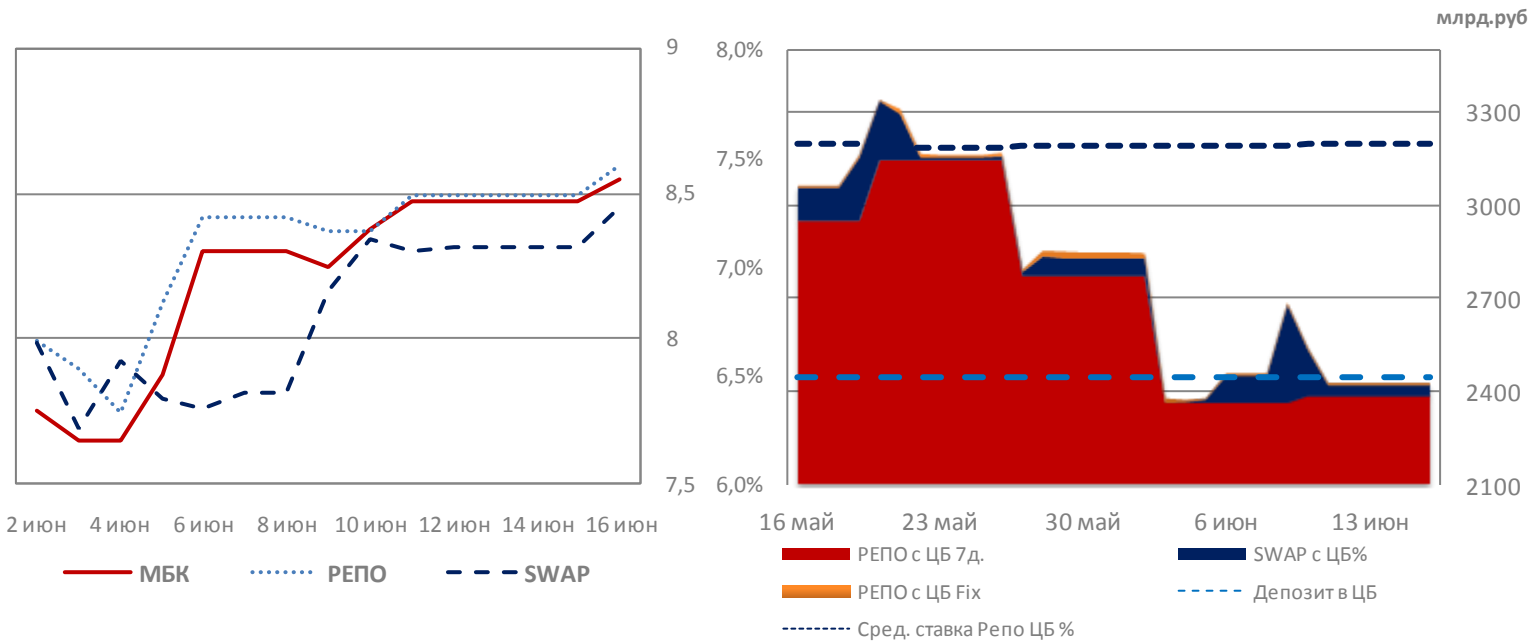 млрд.руб
9
8,5
8
7,5
2 июн 4 июн 6 июн 8 июн 10 июн 12 июн 14 июн 16 июн
МБК РЕПО SWAP
8,0%
7,5%
7,0%
6,5%
6,0%
3300
3000
2700
2400
2100
16 май 23 май 30 май 6 июн 13 июн
РЕПО с ЦБ 7д. SWAP с ЦБ%
РЕПО с ЦБ Fix Депозит в ЦБ
Сред. ставка Репо ЦБ %